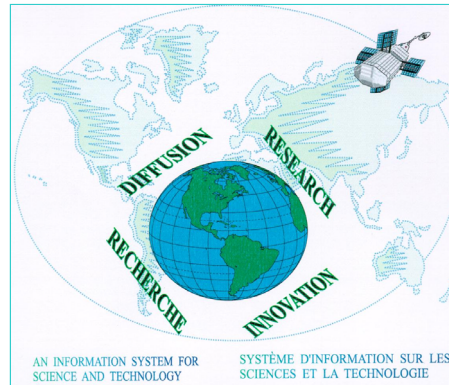 DIFFUSION
RESEARCH
RECHERCHE
INNOVATION
AN INFORMATION SYSTEM FOR
SCIENCE AND TECHNOLOGY
SYSTÈME D'INFORMATION SUR LES
SCIENCES ET LA TECHNOLOGIE